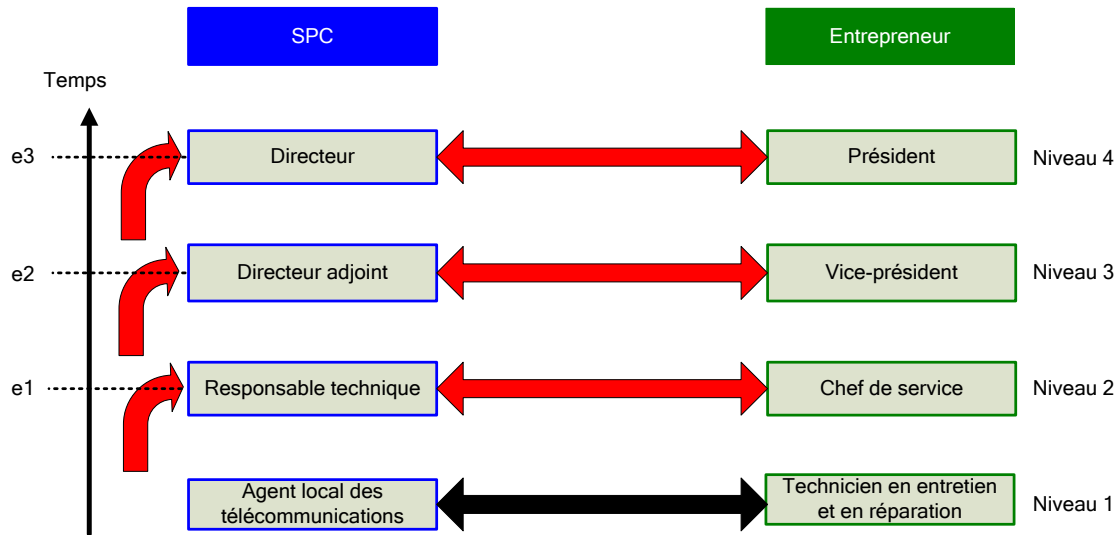 SPC
Entrepreneur
Temps
e3
Directeur
Président
Niveau 4
e2
Directeur adjoint
Vice-président
Niveau 3
e1
Responsable technique
Chef de service
Niveau 2
Agent local des
télécommunications
Technicien en entretien
et en réparation
Niveau 1